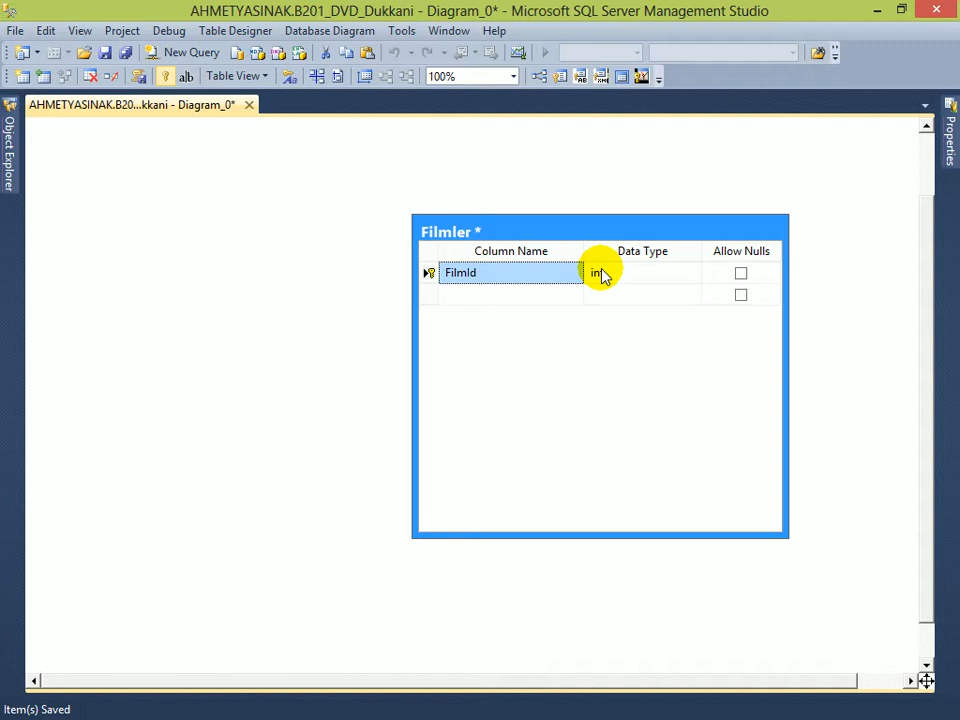 AHMETYASINAK.B201_DVD_Dukkani - Diagram_0* - Microsoft SQL Server Management Studio
File Edit View Project Debug Table Designer Database Diagram Tools Window Help
New Query
Table View 100%
AHMETYASINAK.B20...kkani - Diagram_0*
Object Explorer
Properties
Filmler *
Column Name Data Type Allow Nulls
FilmId int
Item(s) Saved